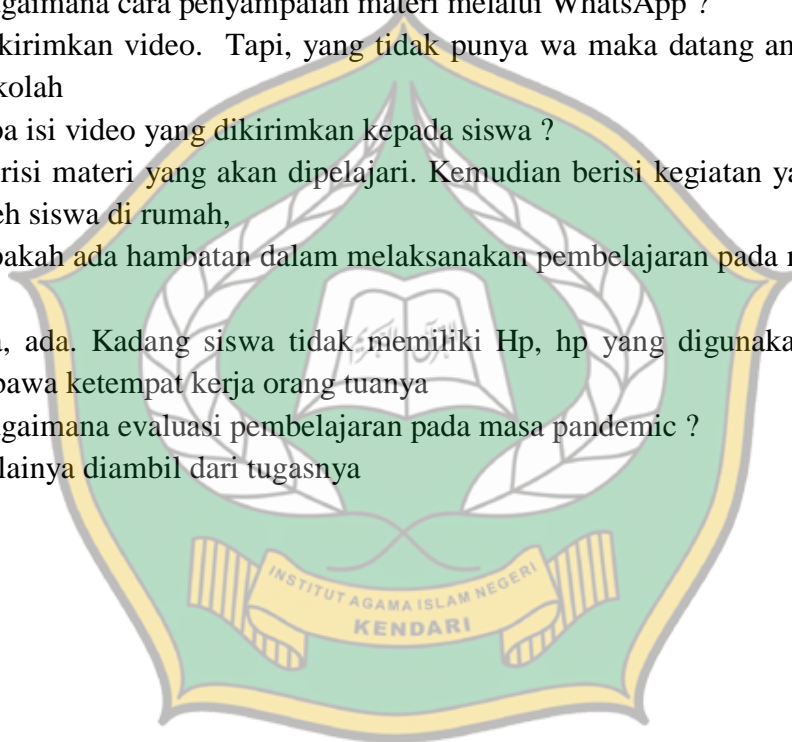 agaimana cara penyampaian materi melalui WhatsApp ?
kirimkan video. Tapi, yang tidak punya wa maka datang an
kolah
pa isi video yang dikirimkan kepada siswa ?
risi materi yang akan dipelajari. Kemudian berisi kegiatan ya
eh siswa di rumah,
pakah ada hambatan dalam melaksanakan pembelajaran pada
a, ada. Kadang siswa tidak memiliki Hp, hp yang digunaka
bawa ketempat kerja orang tuanya
agaimana evaluasi pembelajaran pada masa pandemic ?
lainya diambil dari tugasnya
INSTITUT AGAMA ISLAM NEGERI
KENDARI